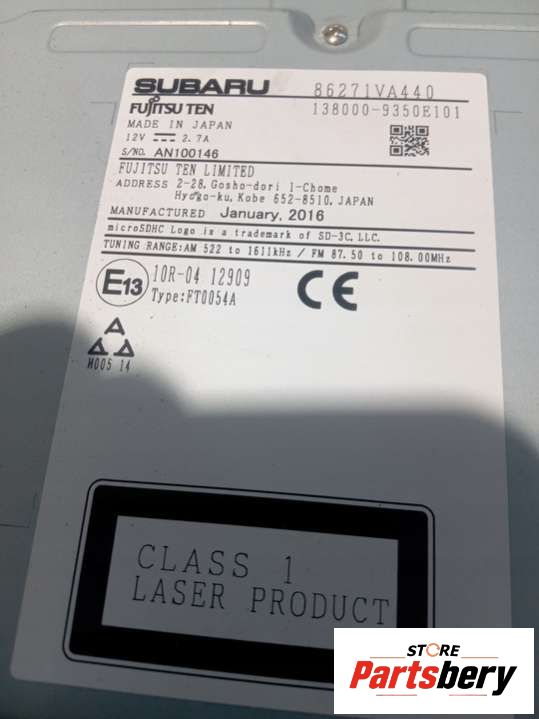 SUBARU 86271VA440
FUJITSU TEN 138000-9350E101
MADE IN JAPAN
12V 2.7A
S/NO. AN100146
FUJITSU TEN LIMITED
ADDRESS 2-28, Gosho-dori 1-Chome
Hyogo-ku, Kobe 652-8510, JAPAN
MANUFACTURED January, 2016
microSDHC Logo is a trademark of SD-3C, LLC.
TUNING RANGE:AM 522 to 1611kHz / FM 87.50 to 108.00MHz
E13 10R-04 12909
Type:FT0054A
CE
M005 14
CLASS 1
LASER PRODUCT
STORE
Partsbery